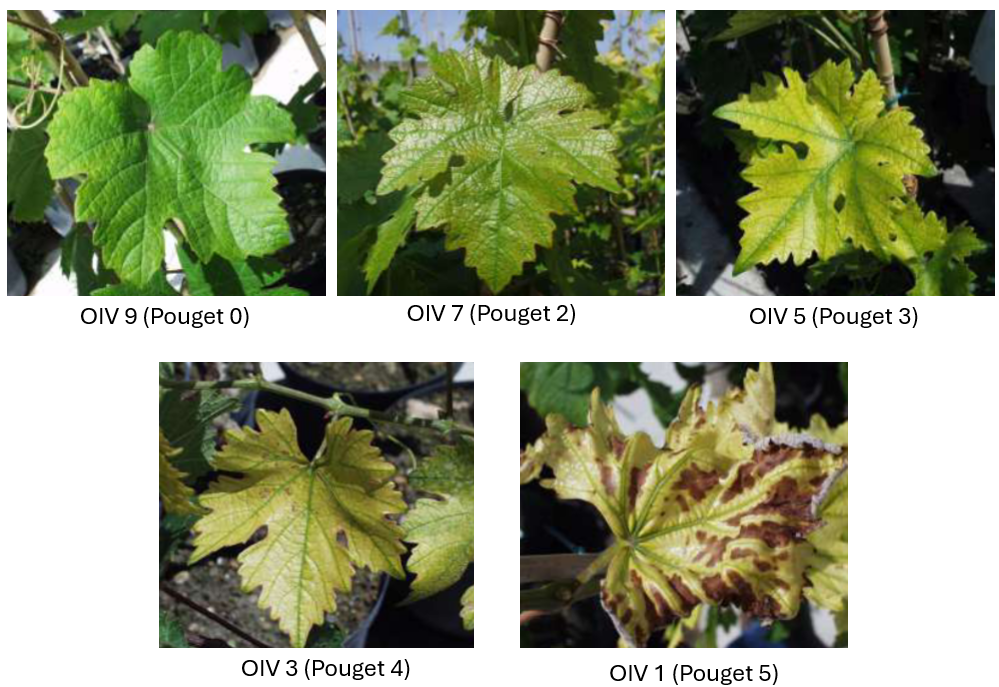 OIV 9 (Pouget 0)
OIV 7 (Pouget 2)
OIV 5 (Pouget 3)
OIV 3 (Pouget 4)
OIV 1 (Pouget 5)